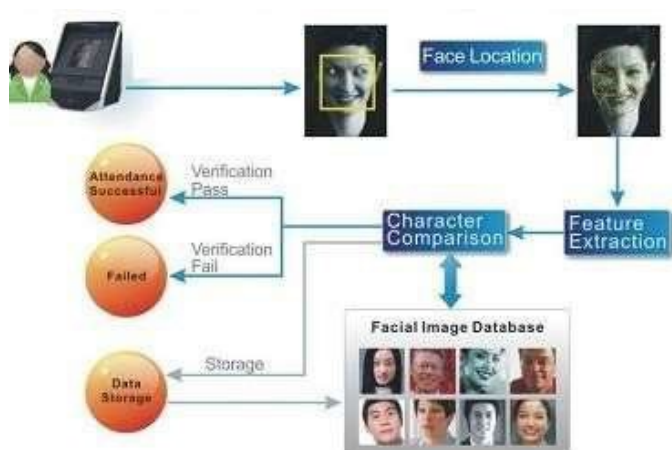 Face Location
Attendance
Successful
Verification
Pass
Character
Comparison
Feature
Extraction
Verification
Fail
Failed
Facial Image Database
Storage
Data
Storage